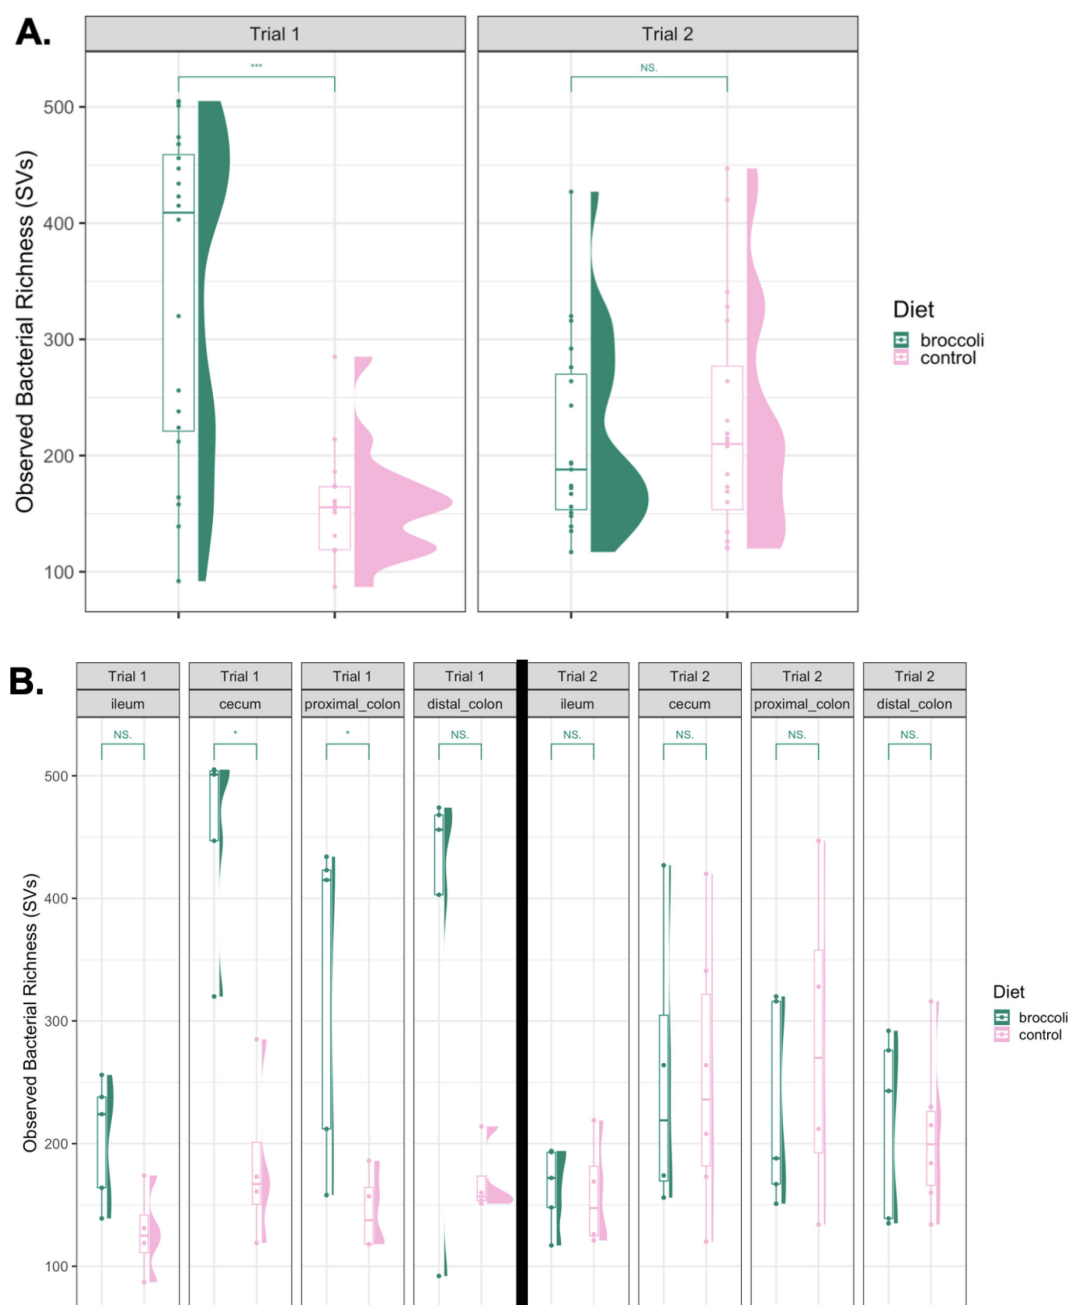 A.
Trial 1 Trial 2
*** NS.
Observed Bacterial Richness (SVs)
500
400
300
200
100
Diet
broccoli
control
B.
Trial 1 Trial 1 Trial 1 Trial 1 Trial 2 Trial 2 Trial 2 Trial 2
ileum cecum proximal_colon distal_colon ileum cecum proximal_colon distal_colon
NS. * * NS. NS. NS. NS. NS.
Observed Bacterial Richness (SVs)
500
400
300
200
100
Diet
broccoli
control